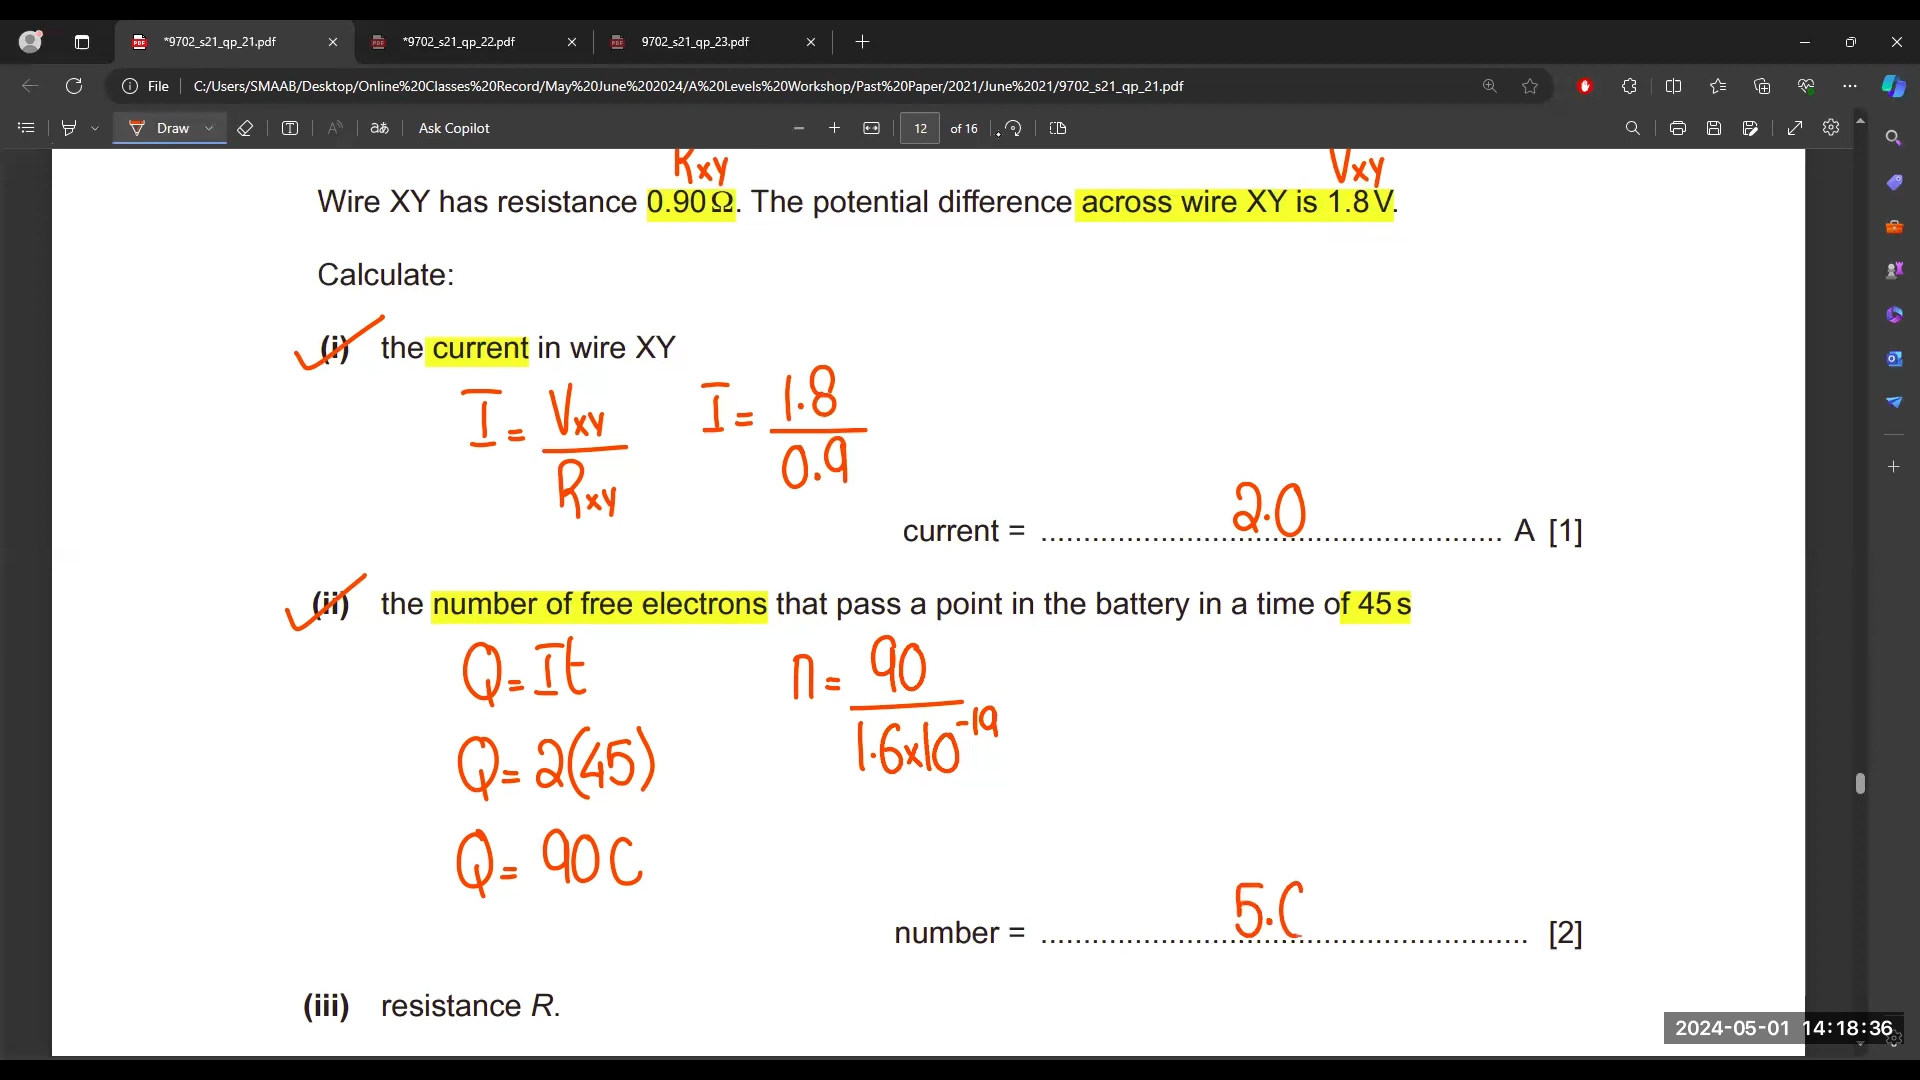 *9702_s21_qp_21.pdf
*9702_s21_qp_22.pdf
9702_s21_qp_23.pdf
File
C:/Users/SMAAB/Desktop/Online%20Classes%20Record/May%20June%202024/A%20Levels%20Workshop/Past%20Paper/2021/June%2021/9702_s21_qp_21.pdf
Draw
aあ
Ask Copilot
12 of 16
Rxy
Vxy
Wire XY has resistance 0.90 Ω. The potential difference across wire XY is 1.8 V.
Calculate:
(i) the current in wire XY
I = Vxy / Rxy
I = 1.8 / 0.9
2.0
current = ...................................................... A [1]
(ii) the number of free electrons that pass a point in the battery in a time of 45 s
Q = It
n = 90 / 1.6x10^-19
Q = 2(45)
Q = 90 C
5.0
number = ......................................................... [2]
(iii) resistance R.
2024-05-01 14:18:36